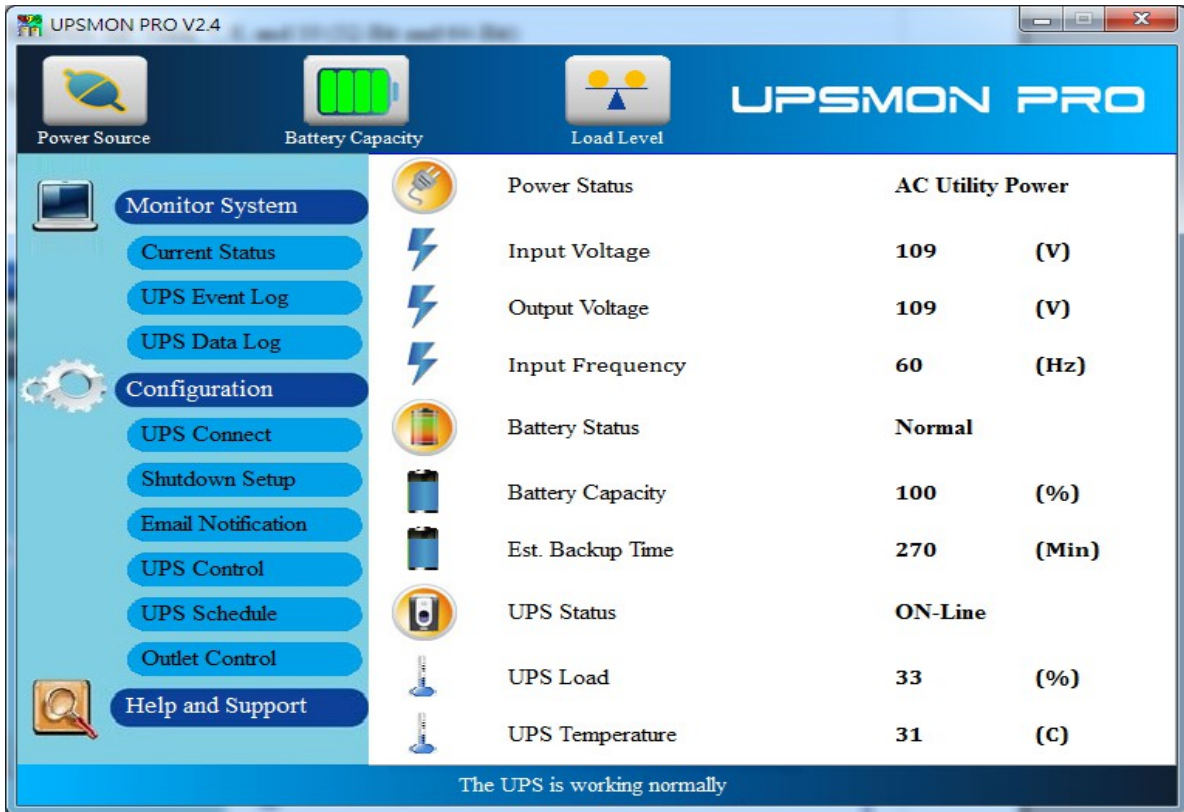 UPSMON PRO V2.4
Power Source
Battery Capacity
Load Level
UPSMON PRO
Monitor System
Current Status
UPS Event Log
UPS Data Log
Configuration
UPS Connect
Shutdown Setup
Email Notification
UPS Control
UPS Schedule
Outlet Control
Help and Support
Power Status AC Utility Power
Input Voltage 109 (V)
Output Voltage 109 (V)
Input Frequency 60 (Hz)
Battery Status Normal
Battery Capacity 100 (%)
Est. Backup Time 270 (Min)
UPS Status ON-Line
UPS Load 33 (%)
UPS Temperature 31 (C)
The UPS is working normally